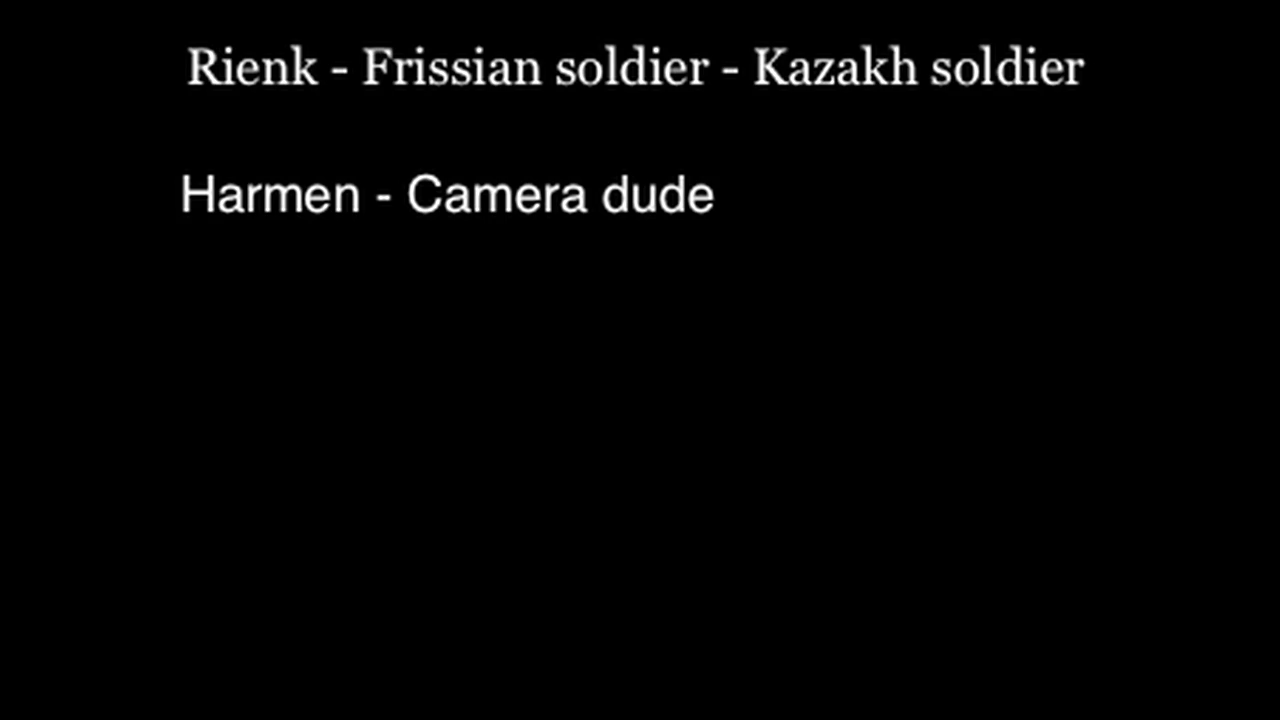 Rienk - Frissian soldier - Kazakh soldier
Harmen - Camera dude